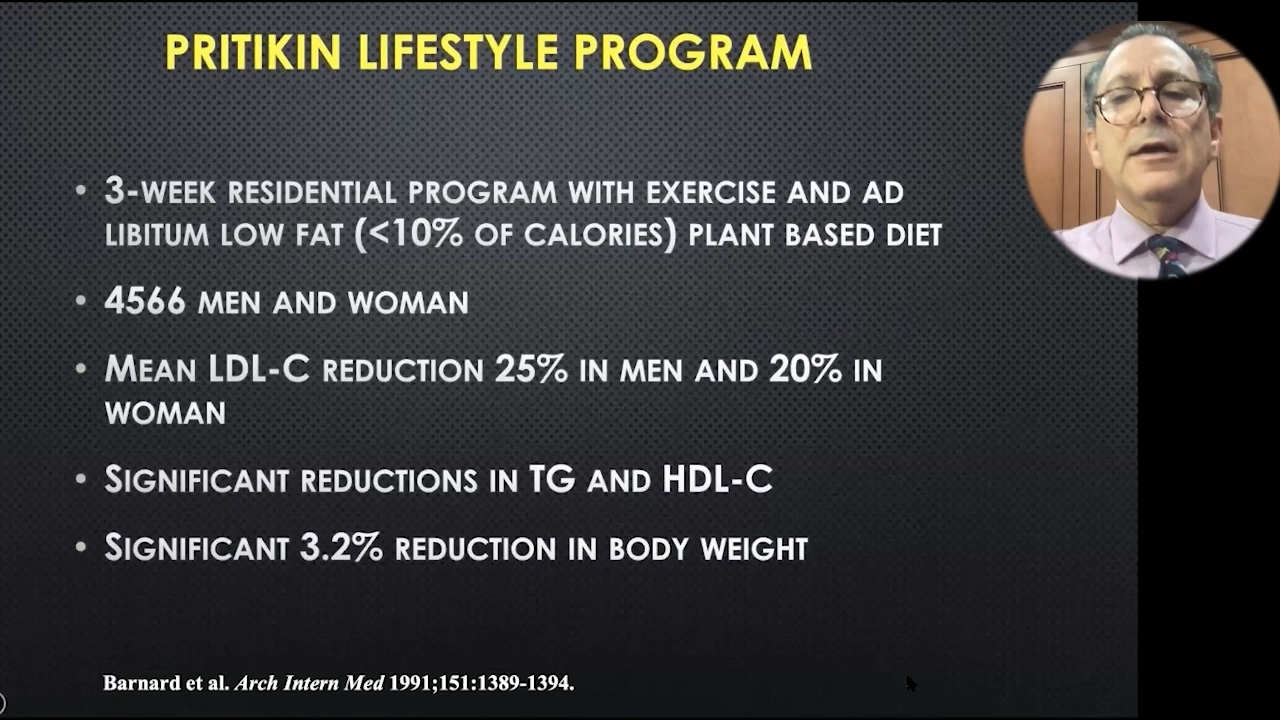 PRITIKIN LIFESTYLE PROGRAM
• 3-WEEK RESIDENTIAL PROGRAM WITH EXERCISE AND AD
LIBITUM LOW FAT (<10% OF CALORIES) PLANT BASED DIET
• 4566 MEN AND WOMAN
• MEAN LDL-C REDUCTION 25% IN MEN AND 20% IN
WOMAN
• SIGNIFICANT REDUCTIONS IN TG AND HDL-C
• SIGNIFICANT 3.2% REDUCTION IN BODY WEIGHT
Barnard et al. Arch Intern Med 1991;151:1389-1394.